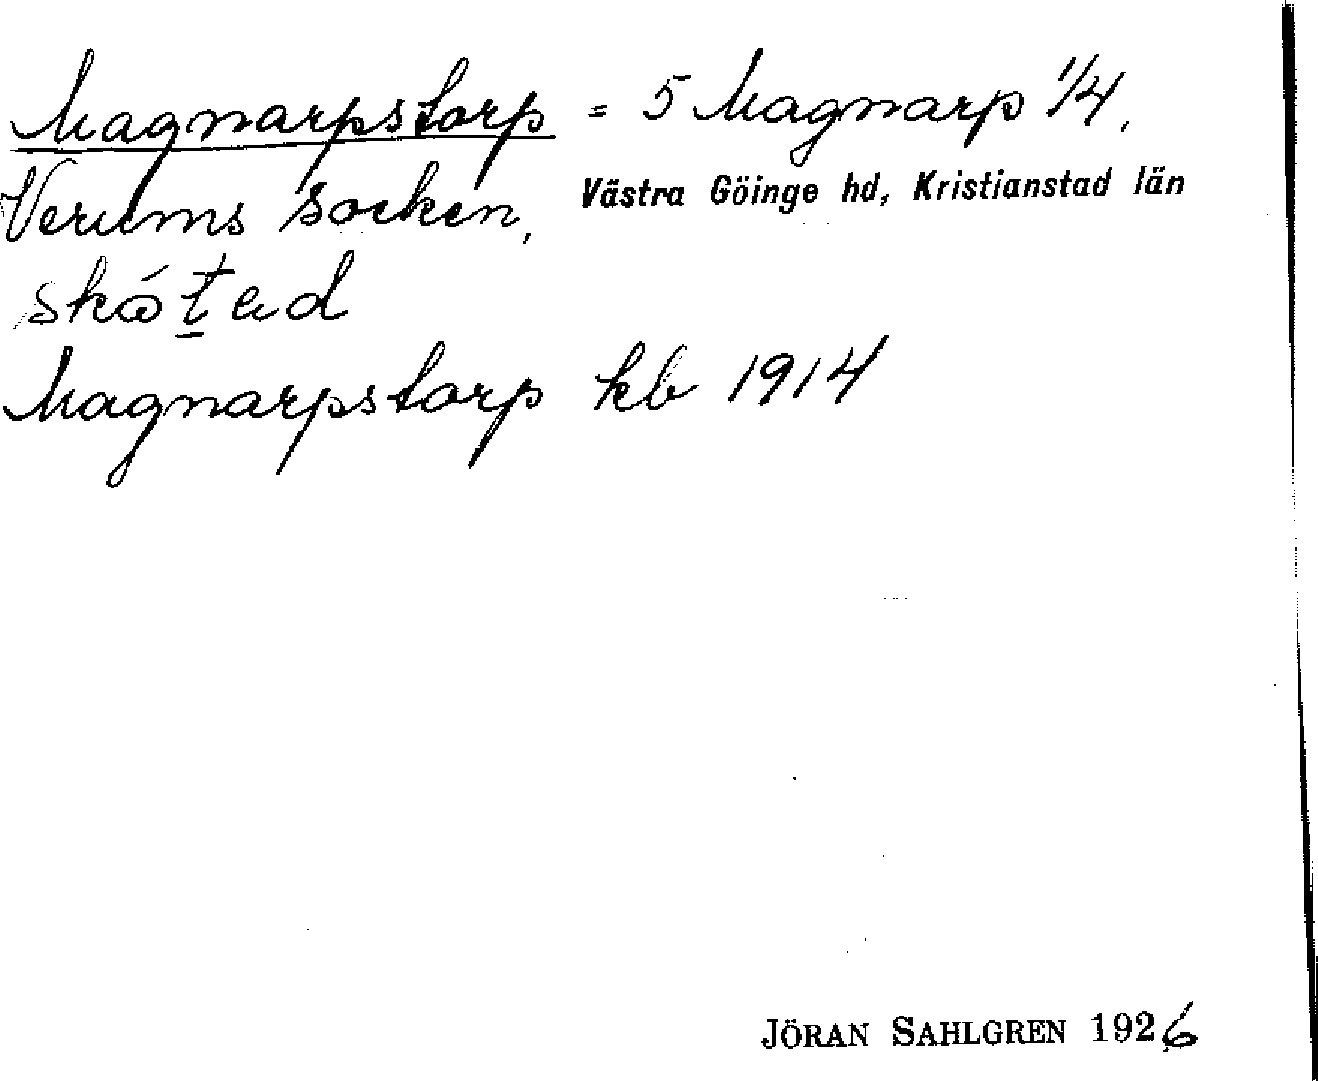 Magnarpstorp = 5 Magnarp 1/4,
Verums socken, Västra Göinge hd, Kristianstad län
Magnarpstorp kb 1914
JÖRAN SAHLGREN 1926